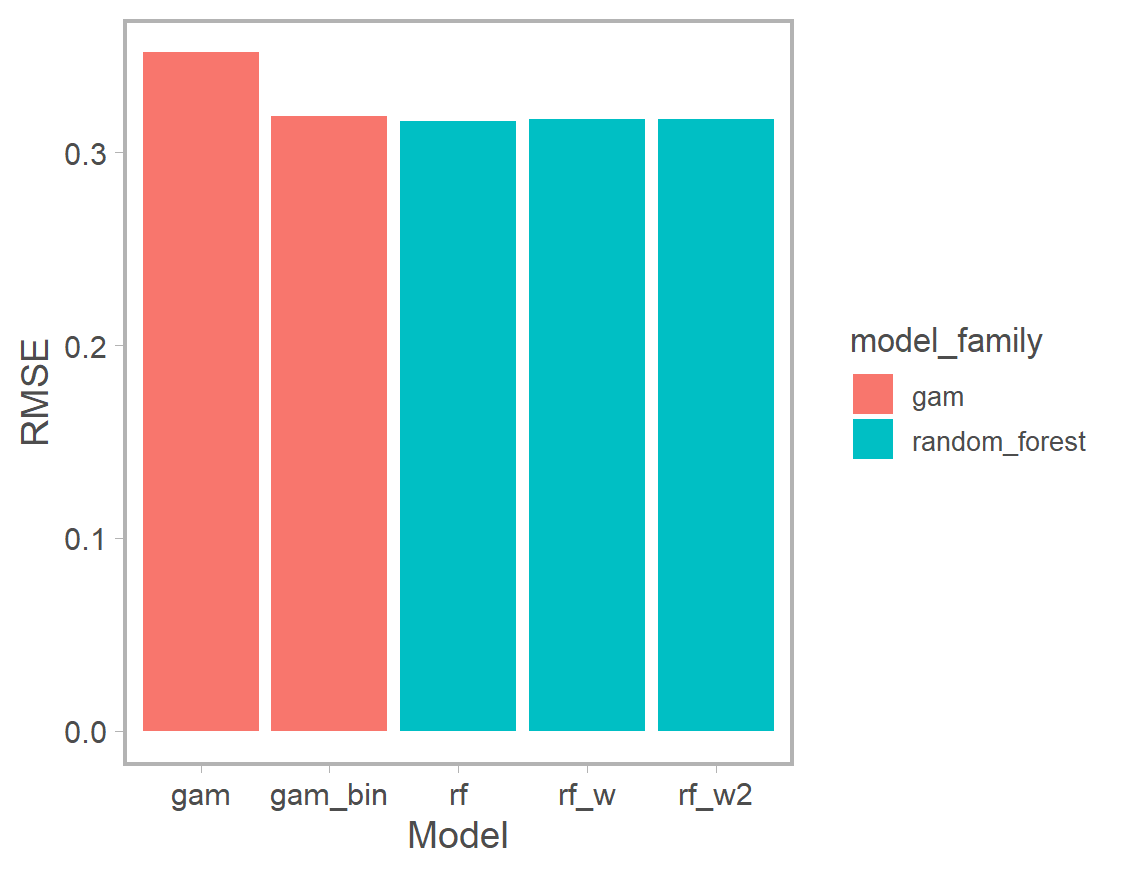 RMSE
0.3
0.2
0.1
0.0
gam gam_bin rf rf_w rf_w2
Model
model_family
gam
random_forest